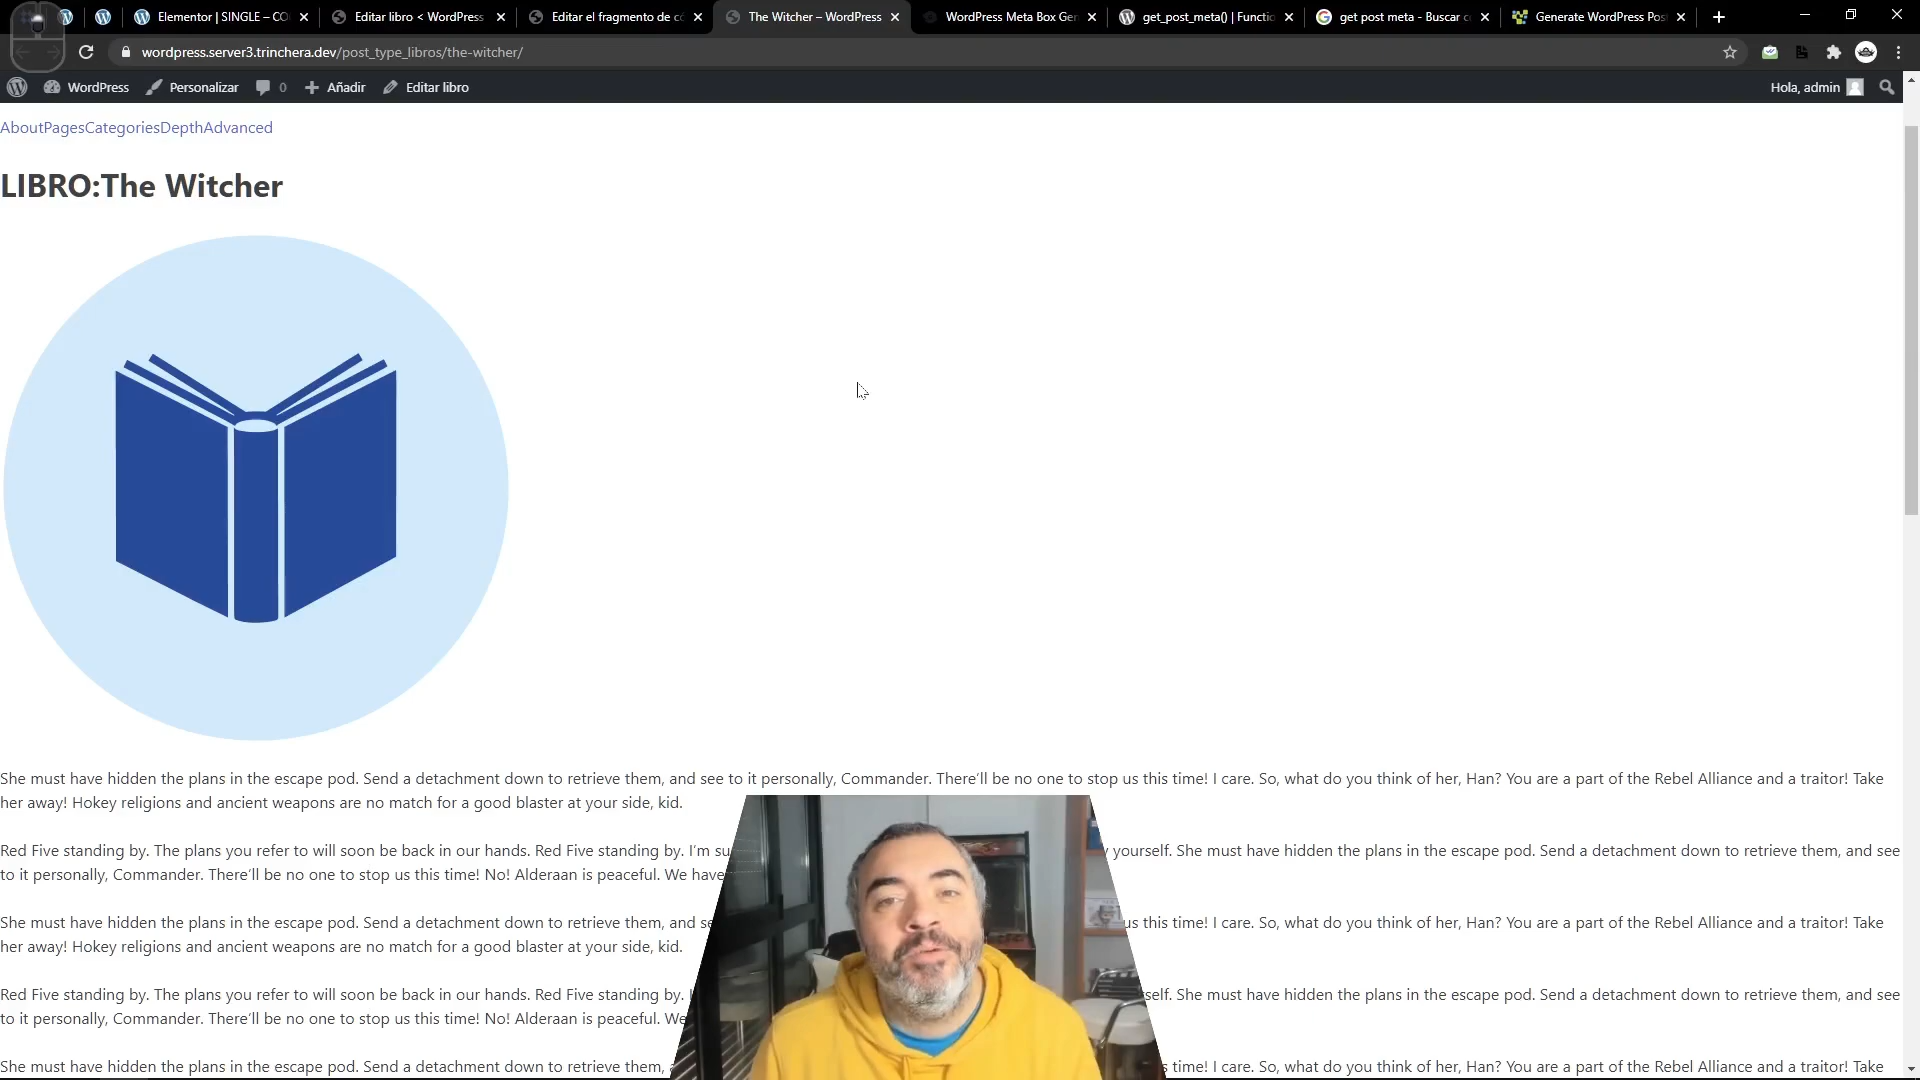 Elementor | SINGLE – CO
Editar libro < WordPress
Editar el fragmento de có
The Witcher – WordPress
WordPress Meta Box Gen
get_post_meta() | Functio
get post meta - Buscar c
Generate WordPress Pos
wordpress.server3.trinchera.dev/post_type_libros/the-witcher/
WordPress
Personalizar
0
Añadir
Editar libro
Hola, admin
AboutPagesCategoriesDepthAdvanced
LIBRO:The Witcher
She must have hidden the plans in the escape pod. Send a detachment down to retrieve them, and see to it personally, Commander. There’ll be no one to stop us this time! I care. So, what do you think of her, Han? You are a part of the Rebel Alliance and a traitor! Take
her away! Hokey religions and ancient weapons are no match for a good blaster at your side, kid.
Red Five standing by. The plans you refer to will soon be back in our hands. Red Five standing by. I’m su yourself. She must have hidden the plans in the escape pod. Send a detachment down to retrieve them, and see
to it personally, Commander. There’ll be no one to stop us this time! No! Alderaan is peaceful. We have
She must have hidden the plans in the escape pod. Send a detachment down to retrieve them, and se us this time! I care. So, what do you think of her, Han? You are a part of the Rebel Alliance and a traitor! Take
her away! Hokey religions and ancient weapons are no match for a good blaster at your side, kid.
Red Five standing by. The plans you refer to will soon be back in our hands. Red Five standing by. self. She must have hidden the plans in the escape pod. Send a detachment down to retrieve them, and see
to it personally, Commander. There’ll be no one to stop us this time! No! Alderaan is peaceful. We
She must have hidden the plans in the escape pod. Send a detachment down to retrieve them, time! I care. So, what do you think of her, Han? You are a part of the Rebel Alliance and a traitor! Take